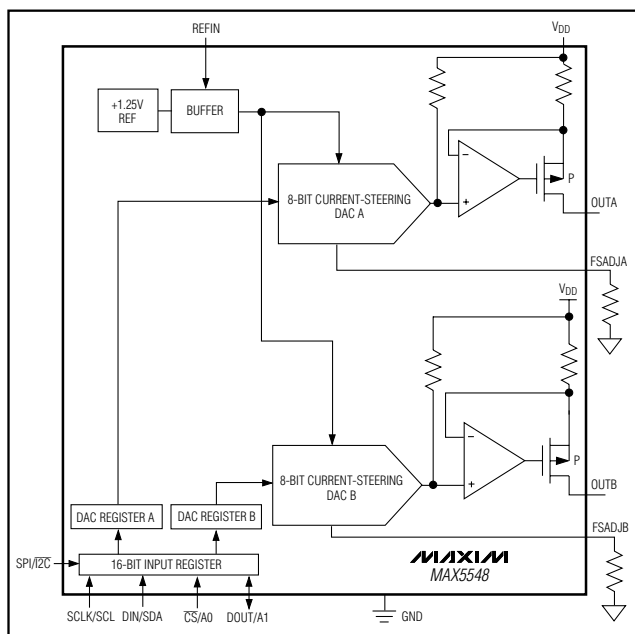 REFIN
VDD
+1.25V
REF
BUFFER
8-BIT CURRENT-STEERING
DAC A
-
+
P
OUTA
FSADJA
VDD
8-BIT CURRENT-STEERING
DAC B
-
+
P
OUTB
FSADJB
DAC REGISTER A
DAC REGISTER B
SPI/I2C
16-BIT INPUT REGISTER
MAXIM
MAX5548
SCLK/SCL
DIN/SDA
CS/A0
DOUT/A1
GND